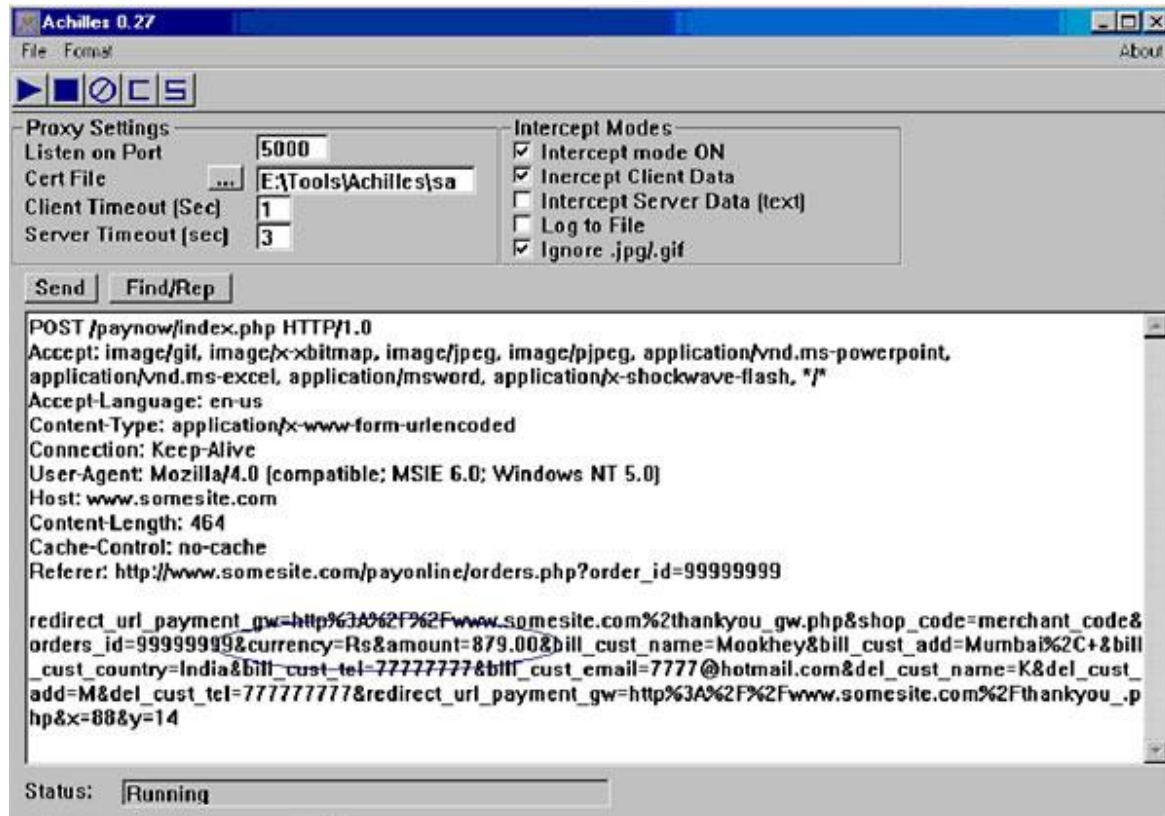 Achilles 0.27
File Format About
Proxy Settings
Listen on Port 5000
Cert File ... E:\Tools\Achilles\sa
Client Timeout (Sec) 1
Server Timeout (sec) 3
Intercept Modes
Intercept mode ON
Inercept Client Data
Intercept Server Data (text)
Log to File
Ignore .jpg/.gif
Send Find/Rep
POST /paynow/index.php HTTP/1.0
Accept: image/gif, image/x-xbitmap, image/jpeg, image/pjpeg, application/vnd.ms-powerpoint,
application/vnd.ms-excel, application/msword, application/x-shockwave-flash, */*
Accept-Language: en-us
Content-Type: application/x-www-form-urlencoded
Connection: Keep-Alive
User-Agent: Mozilla/4.0 (compatible; MSIE 6.0; Windows NT 5.0)
Host: www.somesite.com
Content-Length: 464
Cache-Control: no-cache
Referer: http://www.somesite.com/payonline/orders.php?order_id=99999999
redirect_url_payment_gw=http%3A%2F%2Fwww.somesite.com%2thankyou_gw.php&shop_code=merchant_code&
orders_id=99999999&currency=Rs&amount=879.00&bill_cust_name=Mookhey&bill_cust_add=Mumbai%2C+&bill
_cust_country=India&bill_cust_tel=77777777&bill_cust_email=7777@hotmail.com&del_cust_name=K&del_cust_
add=M&del_cust_tel=777777777&redirect_url_payment_gw=http%3A%2F%2Fwww.somesite.com%2Fthankyou_.p
hp&x=88&y=14
Status: Running